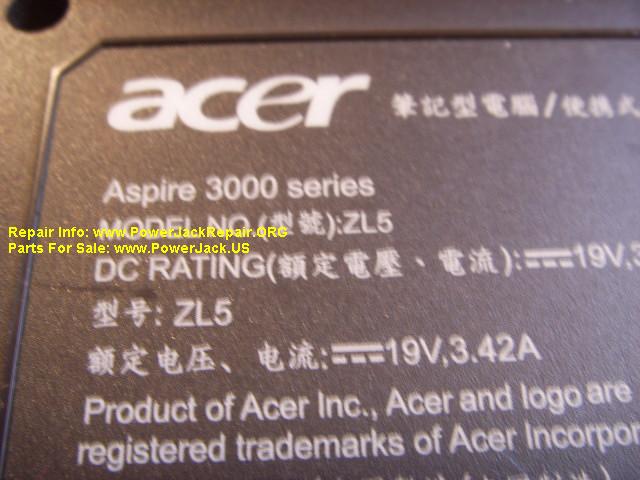 acer 筆記型電腦/便携式
Aspire 3000 series
MODEL NO.(型號):ZL5
Repair Info: www.PowerJackRepair.ORG
Parts For Sale: www.PowerJack.US
DC RATING(額定電壓、電流):⎓19V,3
型号: ZL5
额定电压、电流:⎓19V,3.42A
Product of Acer Inc., Acer and logo are
registered trademarks of Acer Incorpor